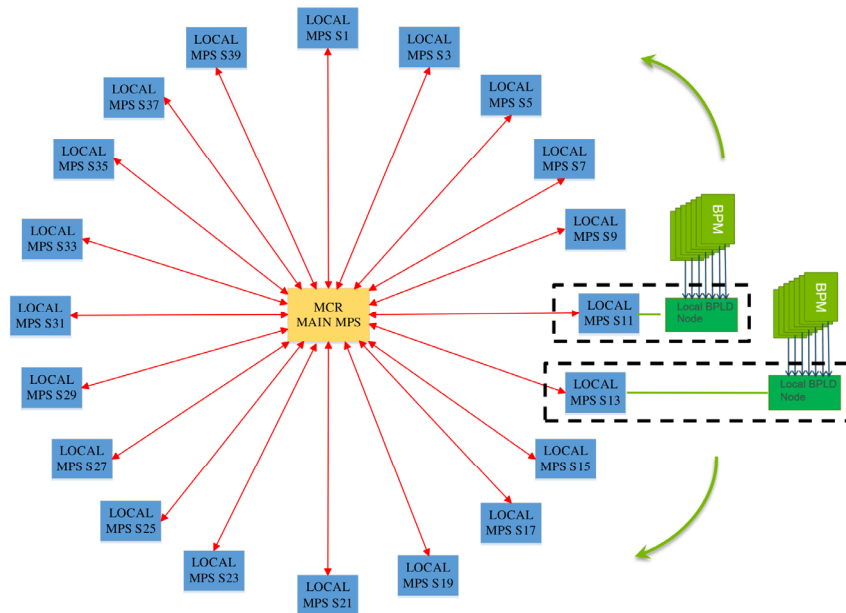 LOCAL
MPS S1
LOCAL
MPS S3
LOCAL
MPS S5
LOCAL
MPS S7
LOCAL
MPS S9
LOCAL
MPS S11
LOCAL
MPS S13
LOCAL
MPS S15
LOCAL
MPS S17
LOCAL
MPS S19
LOCAL
MPS S21
LOCAL
MPS S23
LOCAL
MPS S25
LOCAL
MPS S27
LOCAL
MPS S29
LOCAL
MPS S31
LOCAL
MPS S33
LOCAL
MPS S35
LOCAL
MPS S37
LOCAL
MPS S39
MCR
MAIN MPS
BPM
Local BPLD
Node
BPM
Local BPLD
Node